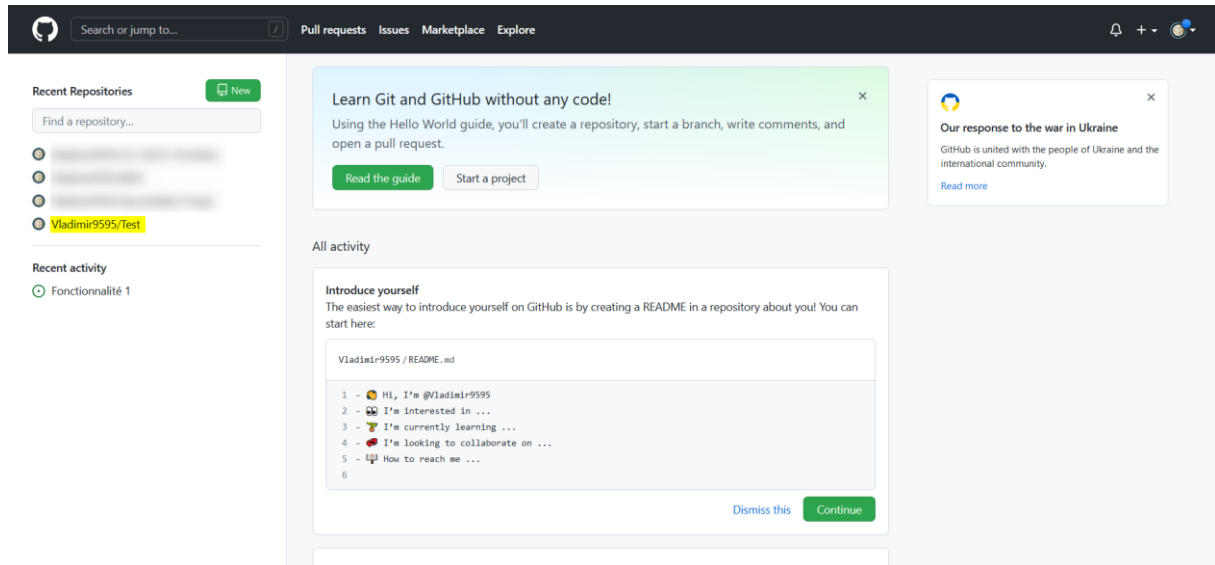 Search or jump to... /
Pull requests Issues Marketplace Explore
Recent Repositories
New
Find a repository...
Vladimir9595/Test
Recent activity
Fonctionnalité 1
Learn Git and GitHub without any code!
Using the Hello World guide, you'll create a repository, start a branch, write comments, and
open a pull request.
Read the guide
Start a project
All activity
Introduce yourself
The easiest way to introduce yourself on GitHub is by creating a README in a repository about you! You can
start here:
Vladimir9595/README.md
1 - 👋 Hi, I'm @Vladimir9595
2 - 👀 I'm interested in ...
3 - 🌱 I'm currently learning ...
4 - 💞️ I'm looking to collaborate on ...
5 - 📫 How to reach me ...
6
Dismiss this
Continue
Our response to the war in Ukraine
GitHub is united with the people of Ukraine and the
international community.
Read more